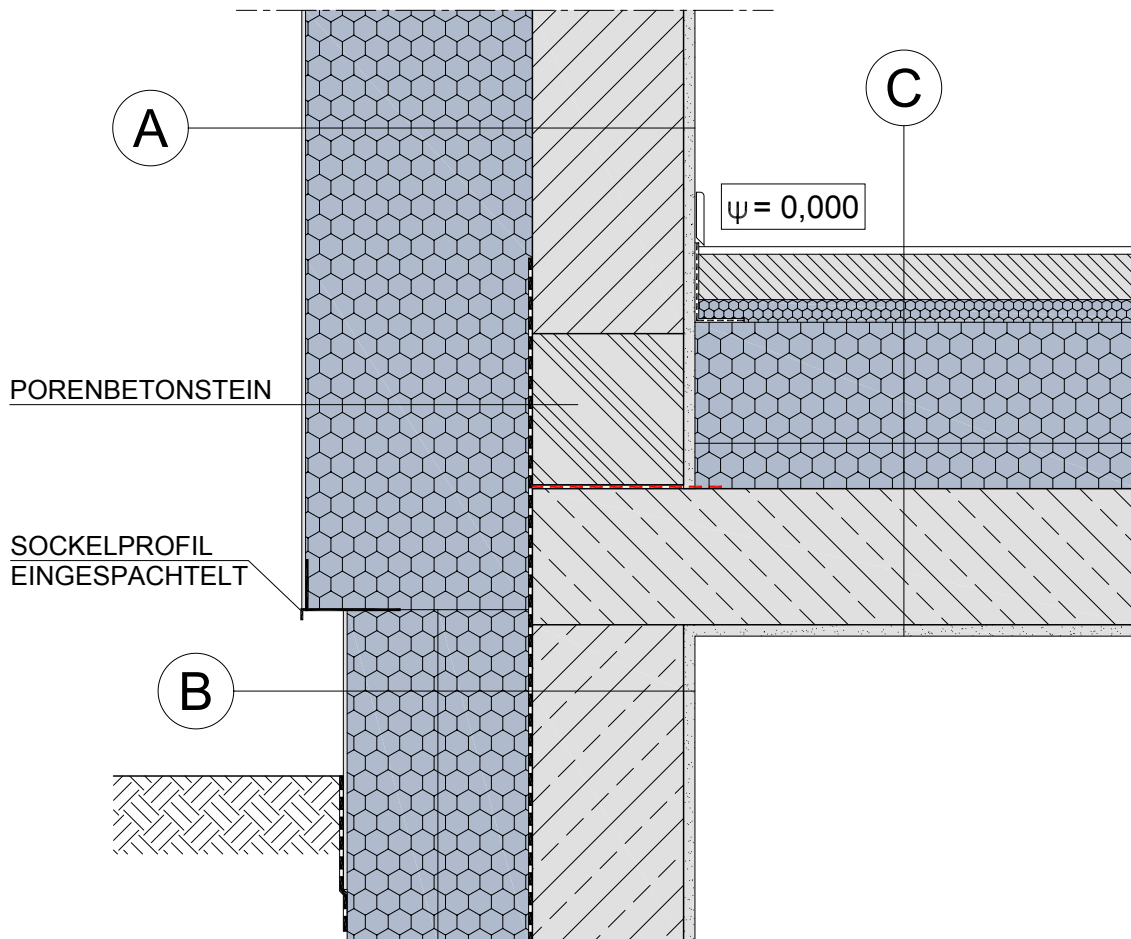 A
C
ψ = 0,000
PORENBETONSTEIN
SOCKELPROFIL
EINGESPACHTELT
B